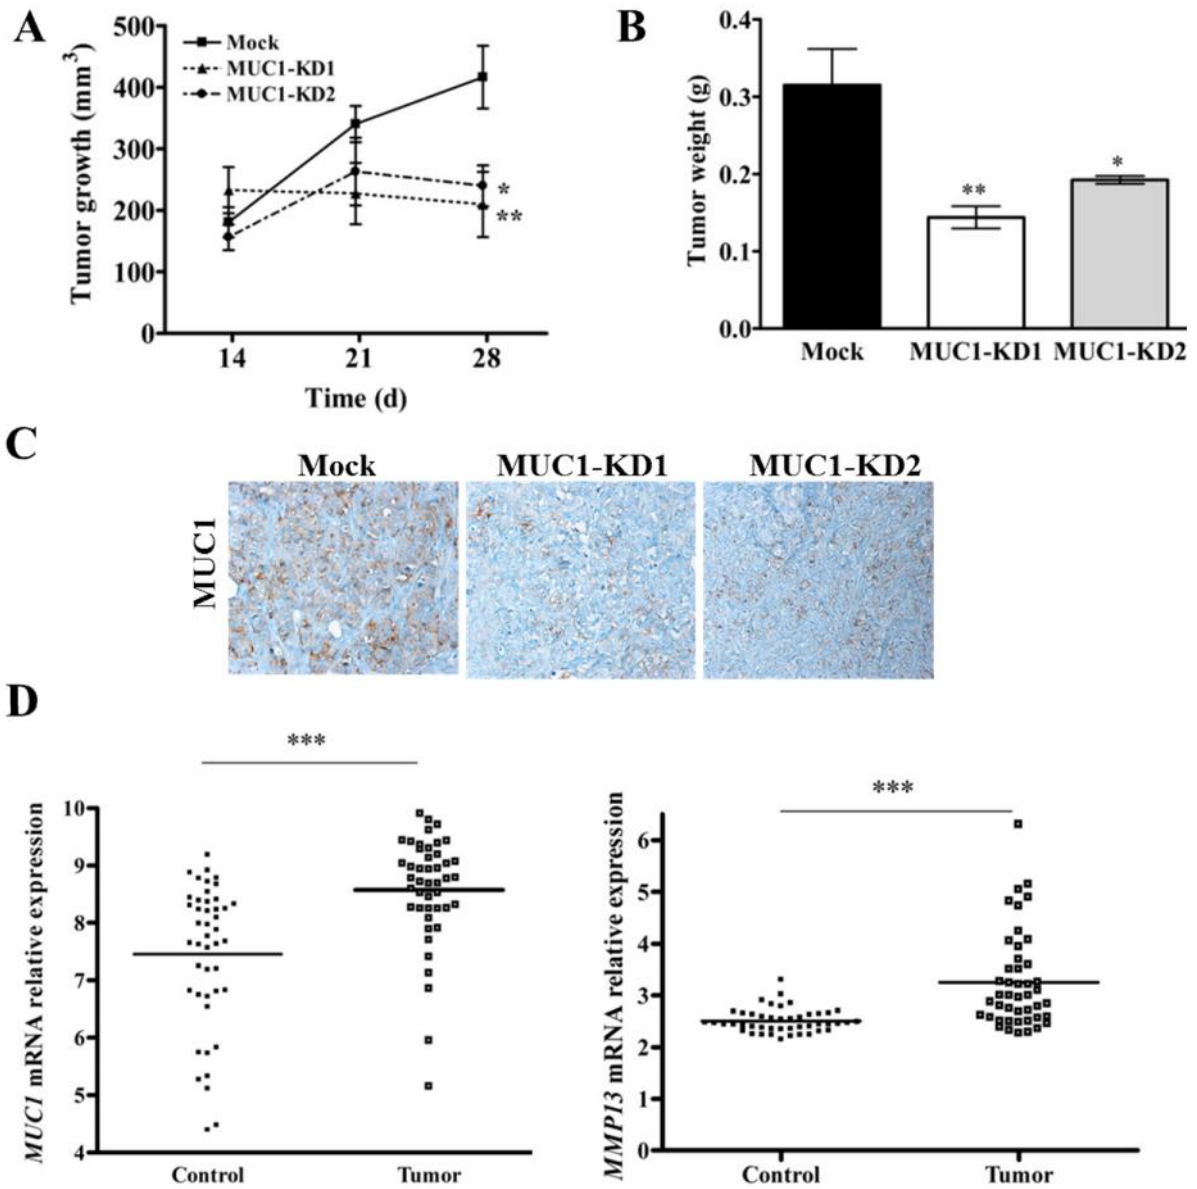 A
500
400
300
200
100
0
Tumor growth (mm3)
Mock
MUC1-KD1
MUC1-KD2
*
**
14 21 28
Time (d)
B
0.4
0.3
0.2
0.1
0.0
Tumor weight (g)
**
*
Mock MUC1-KD1 MUC1-KD2
C
Mock MUC1-KD1 MUC1-KD2
MUC1
D
***
10
9
8
7
6
5
4
MUC1 mRNA relative expression
Control Tumor
***
6
5
4
3
2
1
0
MMP13 mRNA relative expression
Control Tumor